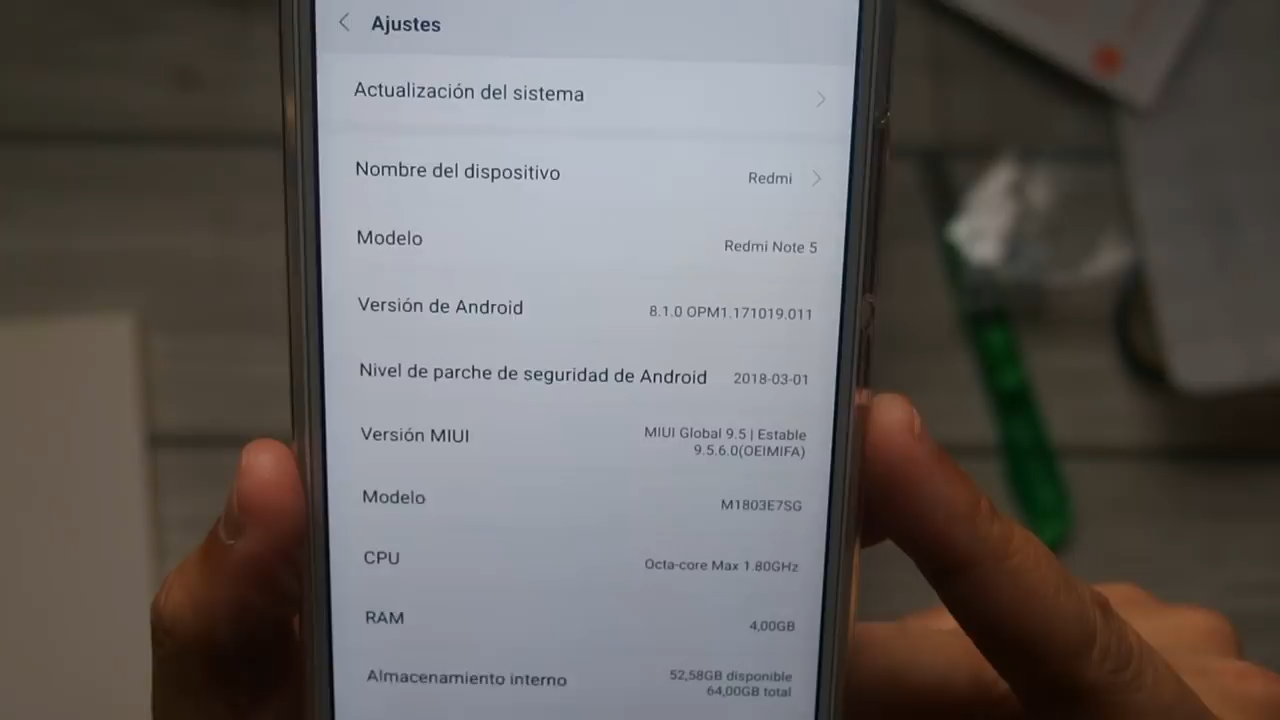 Ajustes
Actualización del sistema
Nombre del dispositivo Redmi
Modelo Redmi Note 5
Versión de Android 8.1.0 OPM1.171019.011
Nivel de parche de seguridad de Android 2018-03-01
Versión MIUI MIUI Global 9.5 | Estable
9.5.6.0(OEIMIFA)
Modelo M1803E7SG
CPU Octa-core Max 1.80GHz
RAM 4,00GB
Almacenamiento interno 52,58GB disponible
64,00GB total